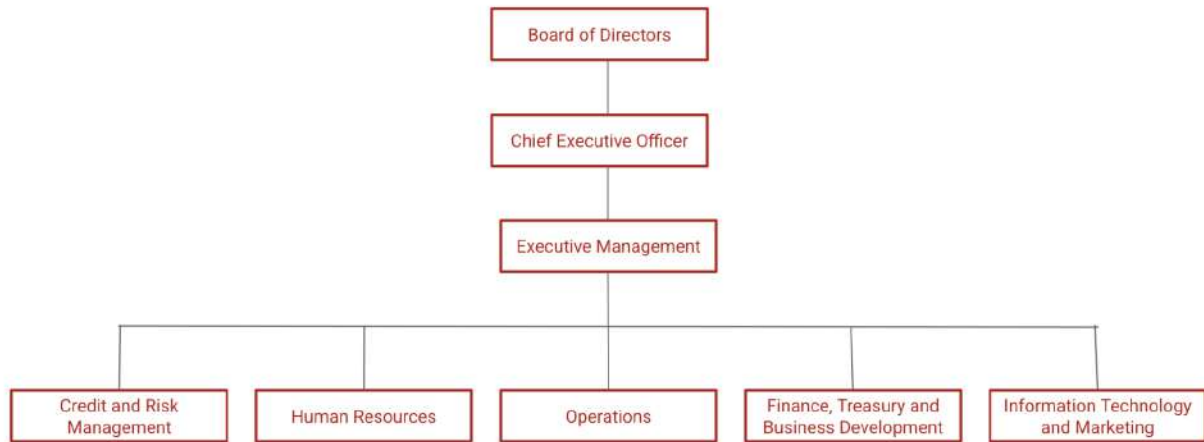 Board of Directors
Chief Executive Officer
Executive Management
Credit and Risk
Management
Human Resources
Operations
Finance, Treasury and
Business Development
Information Technology
and Marketing